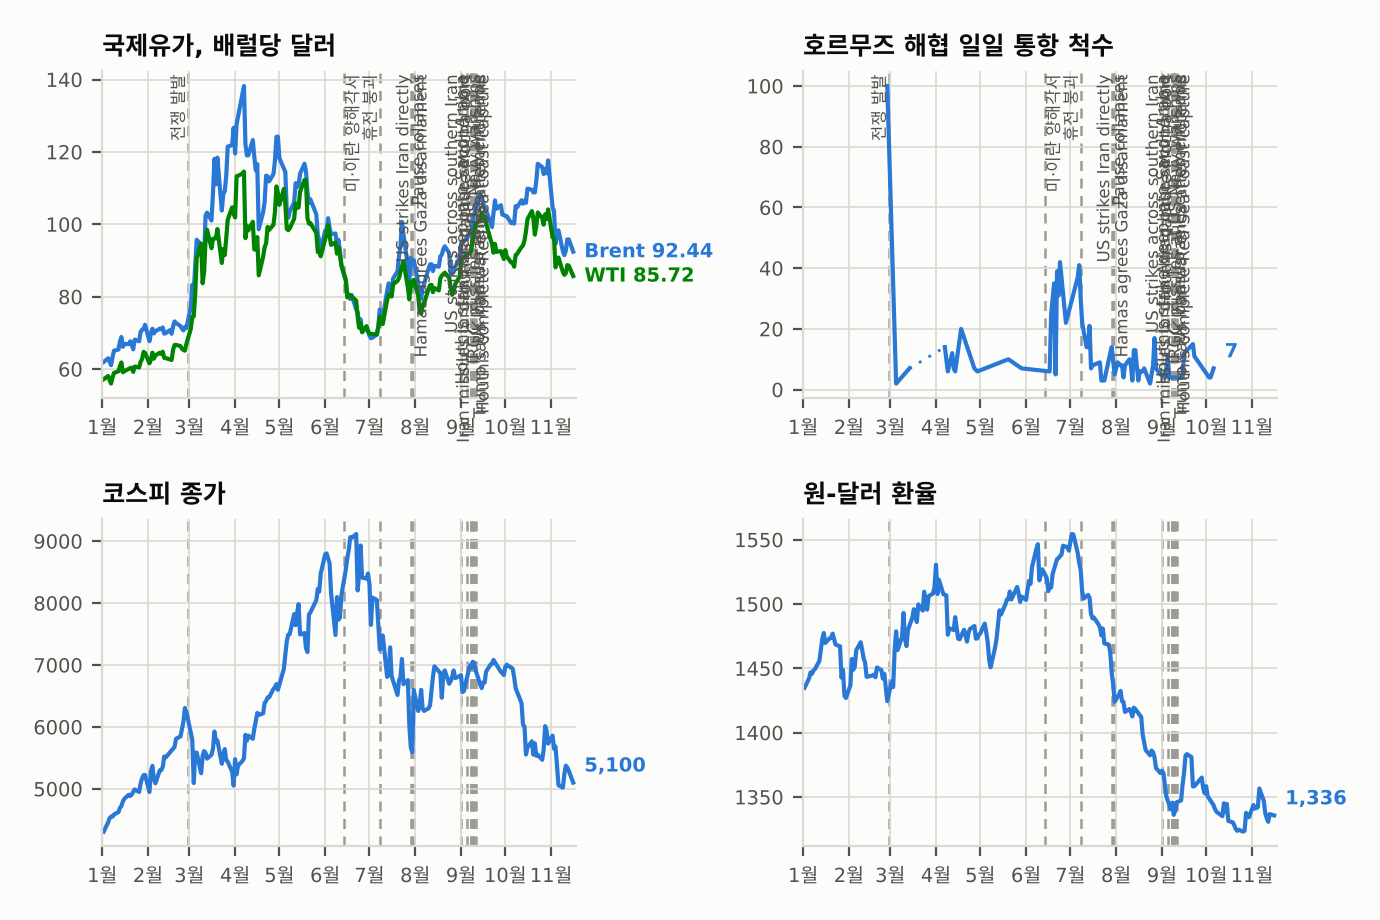 국제유가, 배럴당 달러
140
120
100
80
60
전쟁 발발
미·이란 양해각서
휴전 붕괴
US strikes Iran directly
Hamas agrees Gaza disarmament
US strikes across southern Iran
Brent 92.44
WTI 85.72
1월 2월 3월 4월 5월 6월 7월 8월 9월 10월 11월
호르무즈 해협 일일 통항 척수
100
80
60
40
20
0
전쟁 발발
미·이란 양해각서
휴전 붕괴
US strikes Iran directly
Hamas agrees Gaza disarmament
US strikes across southern Iran
7
1월 2월 3월 4월 5월 6월 7월 8월 9월 10월 11월
코스피 종가
9000
8000
7000
6000
5000
5,100
1월 2월 3월 4월 5월 6월 7월 8월 9월 10월 11월
원-달러 환율
1550
1500
1450
1400
1350
1,336
1월 2월 3월 4월 5월 6월 7월 8월 9월 10월 11월